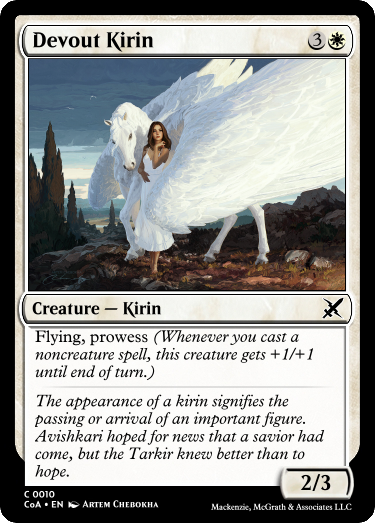 Devout Kirin 3
Creature — Kirin
Flying, prowess (Whenever you cast a
noncreature spell, this creature gets +1/+1
until end of turn.)
The appearance of a kirin signifies the
passing or arrival of an important figure.
Avishkari hoped for news that a savior had
come, but the Tarkir knew better than to
hope.
2/3
C 0010
CoA • EN Artem Chebokha
Mackenzie, McGrath & Associates LLC